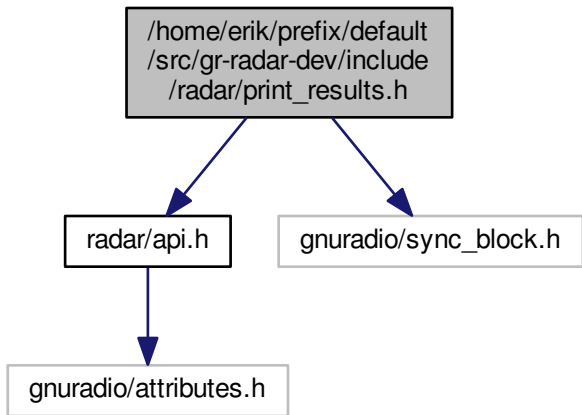 /home/erik/prefix/default
/src/gr-radar-dev/include
/radar/print_results.h
radar/api.h
gnuradio/sync_block.h
gnuradio/attributes.h